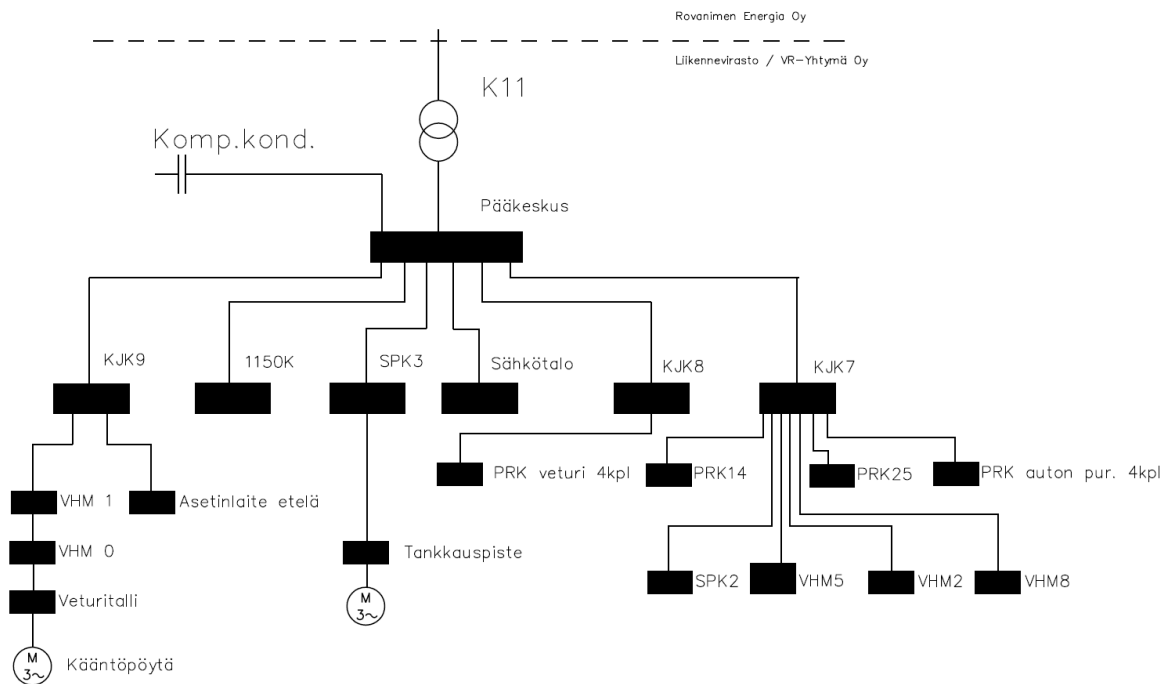 Rovanimen Energia Oy
Liikennevirasto / VR-Yhtymä Oy
K11
Komp.kond.
Pääkeskus
KJK9
1150K
SPK3
Sähkötalo
KJK8
KJK7
PRK veturi 4kpl
PRK14
PRK25
PRK auton pur. 4kpl
VHM 1
Asetinlaite etelä
VHM 0
Tankkauspiste
SPK2
VHM5
VHM2
VHM8
Veturitalli
M
3~
M
3~
Kääntöpöytä